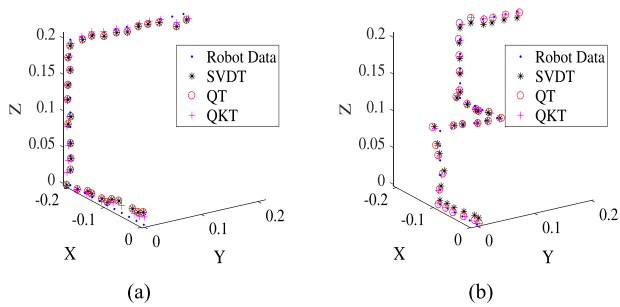 0.2
0.15
0.1
0.05
0
Z
-0.2
-0.1
0
X
0
0.1
0.2
Y
Robot Data
SVDT
QT
QKT
(a)
0.2
0.15
0.1
0.05
0
Z
-0.2
-0.1
0
X
0
0.1
0.2
Y
Robot Data
SVDT
QT
QKT
(b)